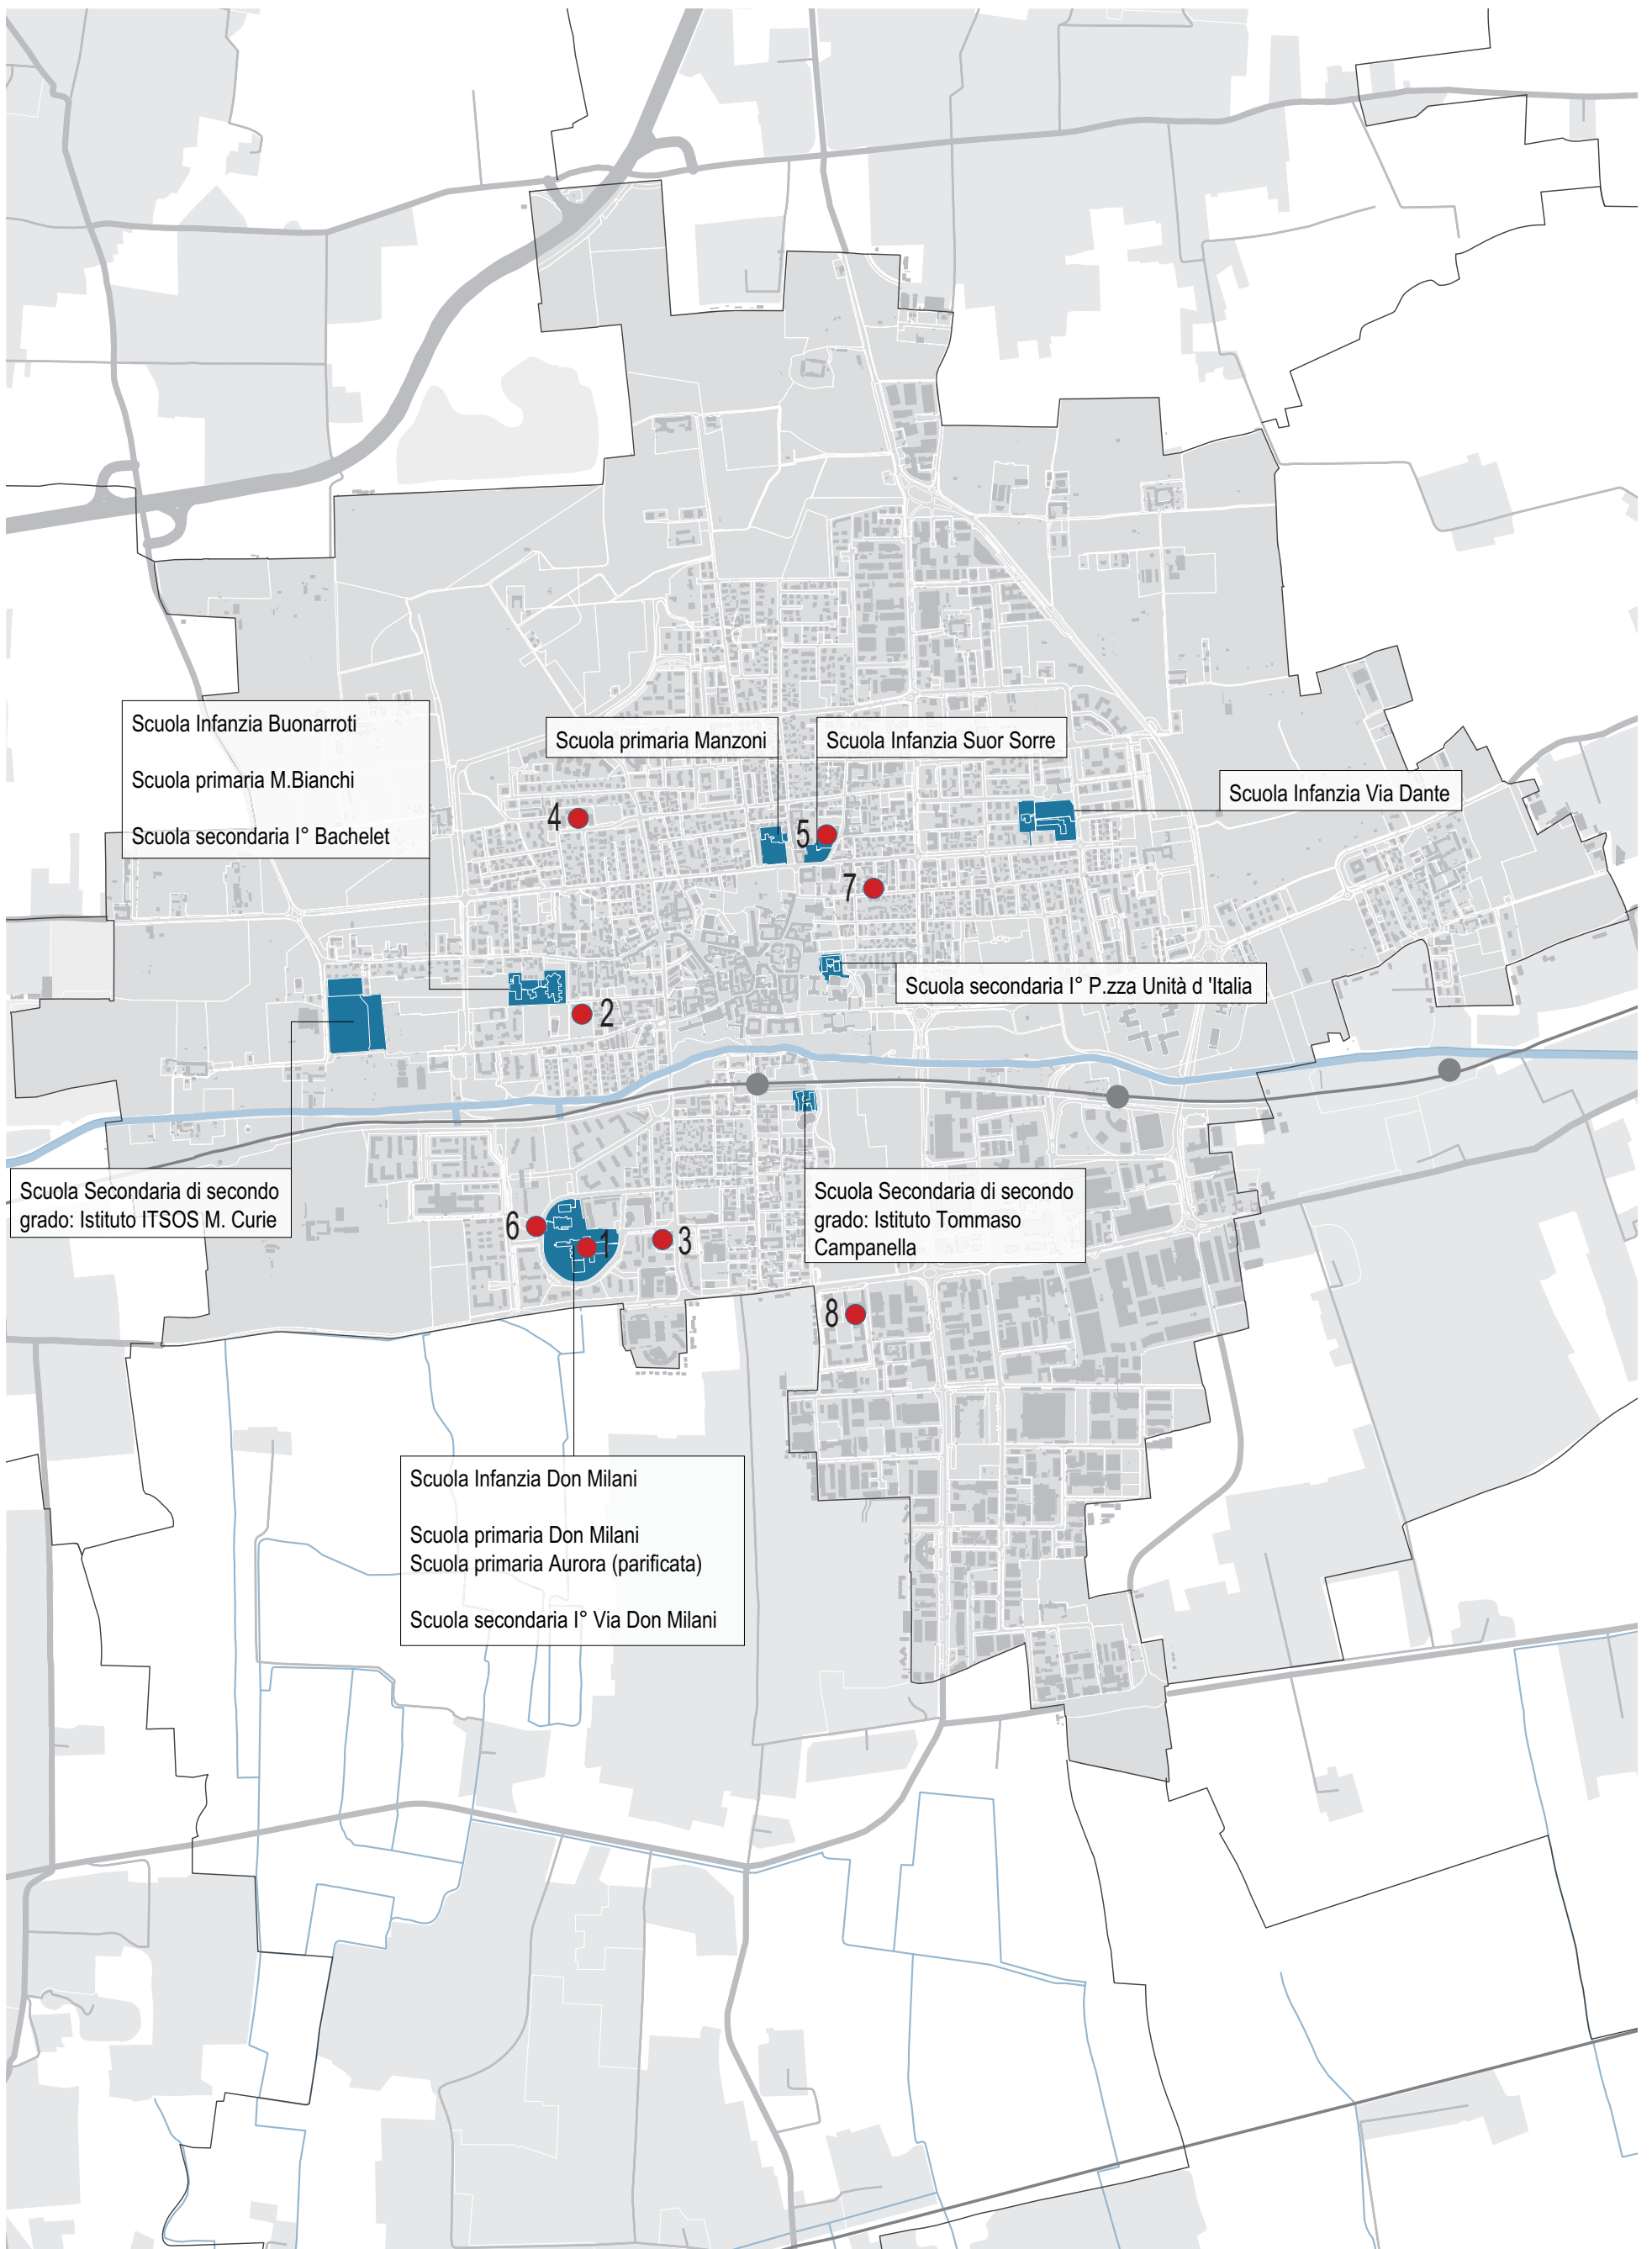 Scuola Infanzia Buonarroti
Scuola primaria M.Bianchi
Scuola secondaria I° Bachelet
Scuola primaria Manzoni
Scuola Infanzia Suor Sorre
Scuola Infanzia Via Dante
4
5
7
Scuola secondaria I° P.zza Unità d 'Italia
2
Scuola Secondaria di secondo
grado: Istituto ITSOS M. Curie
Scuola Secondaria di secondo
grado: Istituto Tommaso
Campanella
6
1
3
8
Scuola Infanzia Don Milani
Scuola primaria Don Milani
Scuola primaria Aurora (parificata)
Scuola secondaria I° Via Don Milani